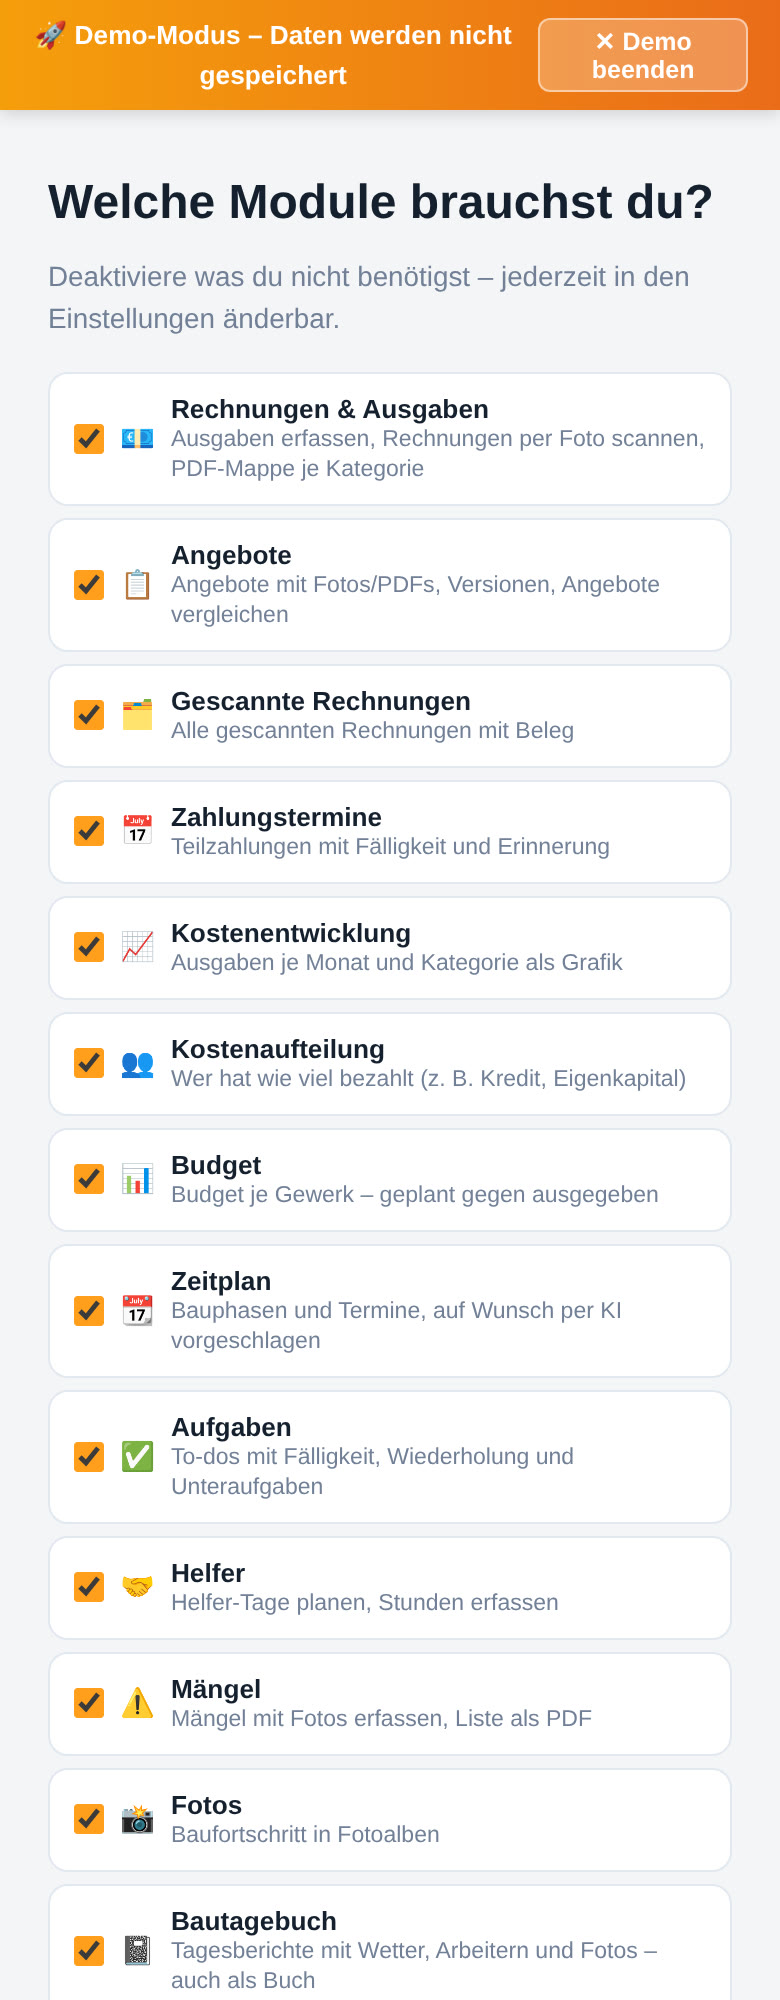 🚀 Demo-Modus – Daten werden nicht
gespeichert
✕ Demo
beenden
Welche Module brauchst du?
Deaktiviere was du nicht benötigst – jederzeit in den
Einstellungen änderbar.
Rechnungen & Ausgaben
Ausgaben erfassen, Rechnungen per Foto scannen,
PDF-Mappe je Kategorie
Angebote
Angebote mit Fotos/PDFs, Versionen, Angebote
vergleichen
Gescannte Rechnungen
Alle gescannten Rechnungen mit Beleg
Zahlungstermine
Teilzahlungen mit Fälligkeit und Erinnerung
Kostenentwicklung
Ausgaben je Monat und Kategorie als Grafik
Kostenaufteilung
Wer hat wie viel bezahlt (z. B. Kredit, Eigenkapital)
Budget
Budget je Gewerk – geplant gegen ausgegeben
Zeitplan
Bauphasen und Termine, auf Wunsch per KI
vorgeschlagen
Aufgaben
To-dos mit Fälligkeit, Wiederholung und
Unteraufgaben
Helfer
Helfer-Tage planen, Stunden erfassen
Mängel
Mängel mit Fotos erfassen, Liste als PDF
Fotos
Baufortschritt in Fotoalben
Bautagebuch
Tagesberichte mit Wetter, Arbeitern und Fotos –
auch als Buch